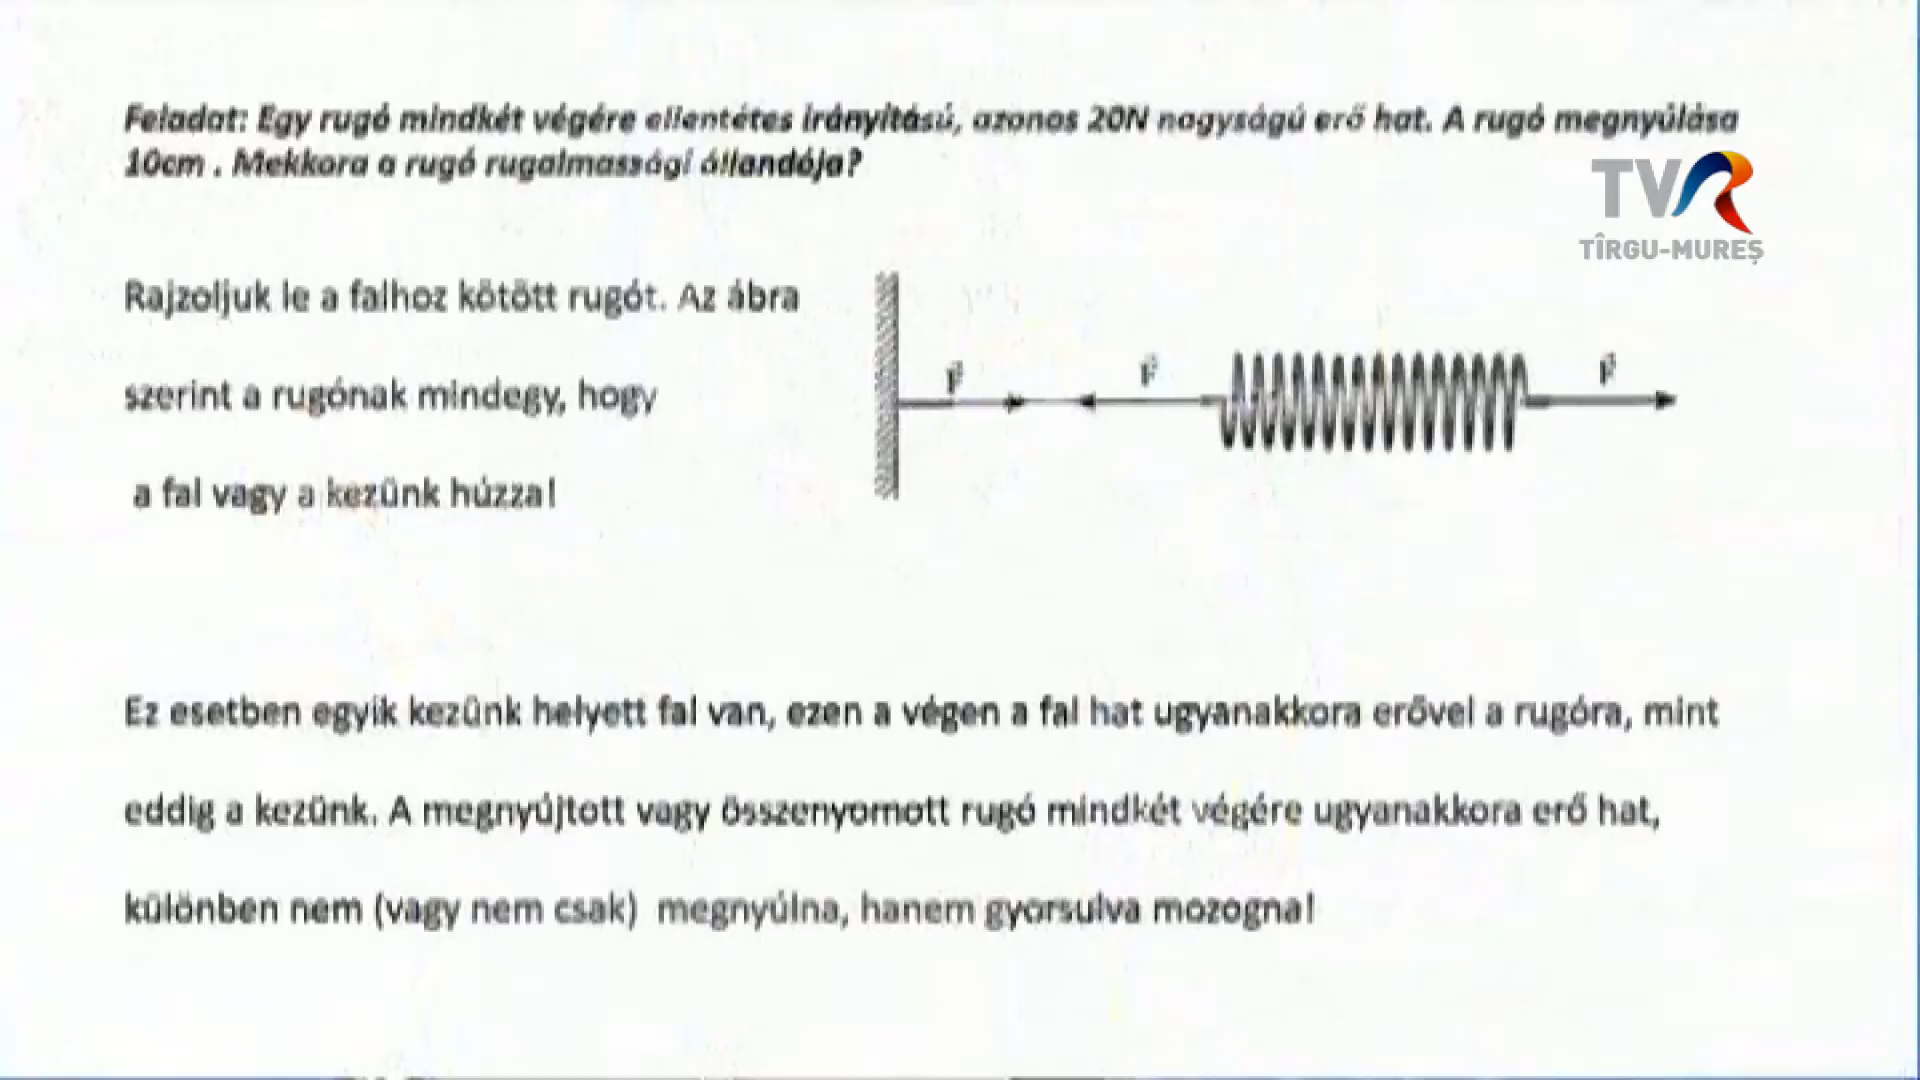 Feladat: Egy rugó mindkét végére ellentétes irányítású, azonos 20N nagyságú erő hat. A rugó megnyúlása
10cm . Mekkora a rugó rugalmassági állandója?
TVR
TÎRGU-MUREȘ
Rajzoljuk le a falhoz kötött rugót. Az ábra
szerint a rugónak mindegy, hogy
a fal vagy a kezünk húzza!
F F F
Ez esetben egyik kezünk helyett fal van, ezen a végen a fal hat ugyanakkora erővel a rugóra, mint
eddig a kezünk. A megnyújtott vagy összenyomott rugó mindkét végére ugyanakkora erő hat,
különben nem (vagy nem csak) megnyúlna, hanem gyorsulva mozogna!